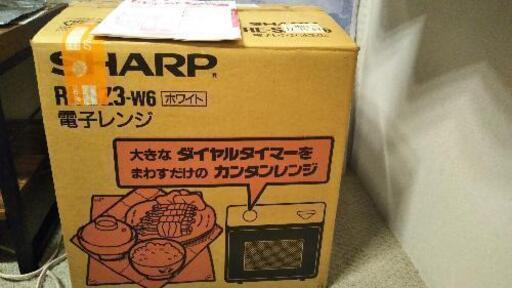 SHARP
ホワイト
電子レンジ
大きな ダイヤルタイマーを
まわすだけの カンタンレンジ